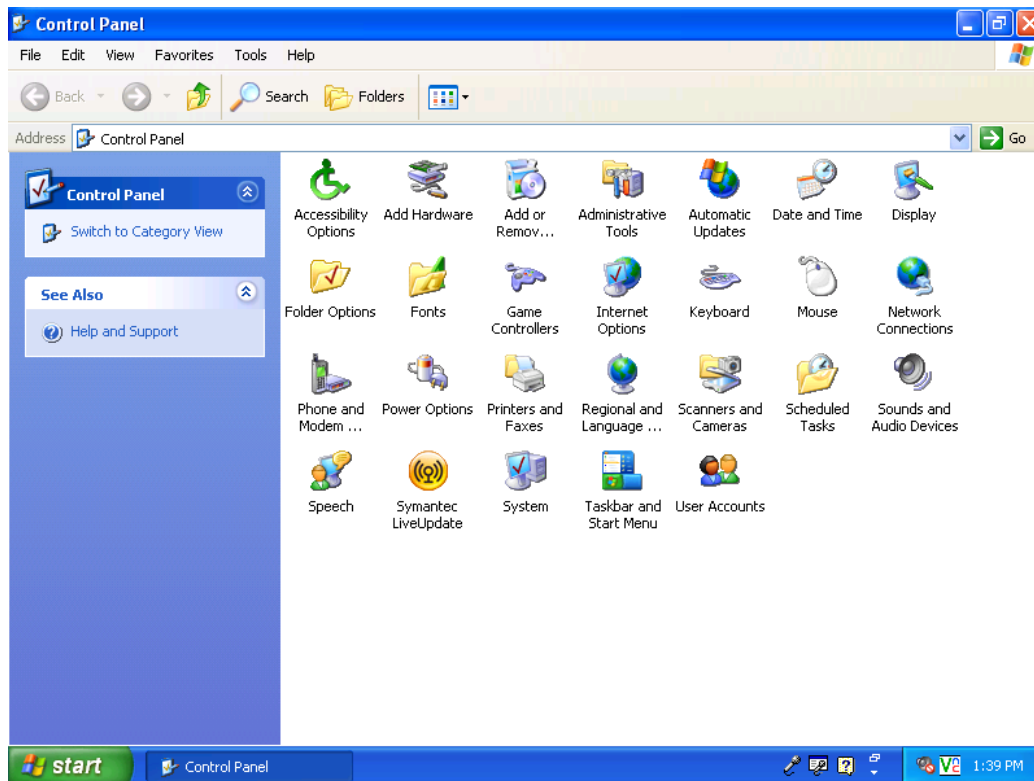 Control Panel
File Edit View Favorites Tools Help
Back Search Folders
Address Control Panel Go
Control Panel
Switch to Category View
See Also
Help and Support
Accessibility Options
Add Hardware
Add or Remov...
Administrative Tools
Automatic Updates
Date and Time
Display
Folder Options
Fonts
Game Controllers
Internet Options
Keyboard
Mouse
Network Connections
Phone and Modem ...
Power Options
Printers and Faxes
Regional and Language ...
Scanners and Cameras
Scheduled Tasks
Sounds and Audio Devices
Speech
Symantec LiveUpdate
System
Taskbar and Start Menu
User Accounts
start Control Panel 1:39 PM